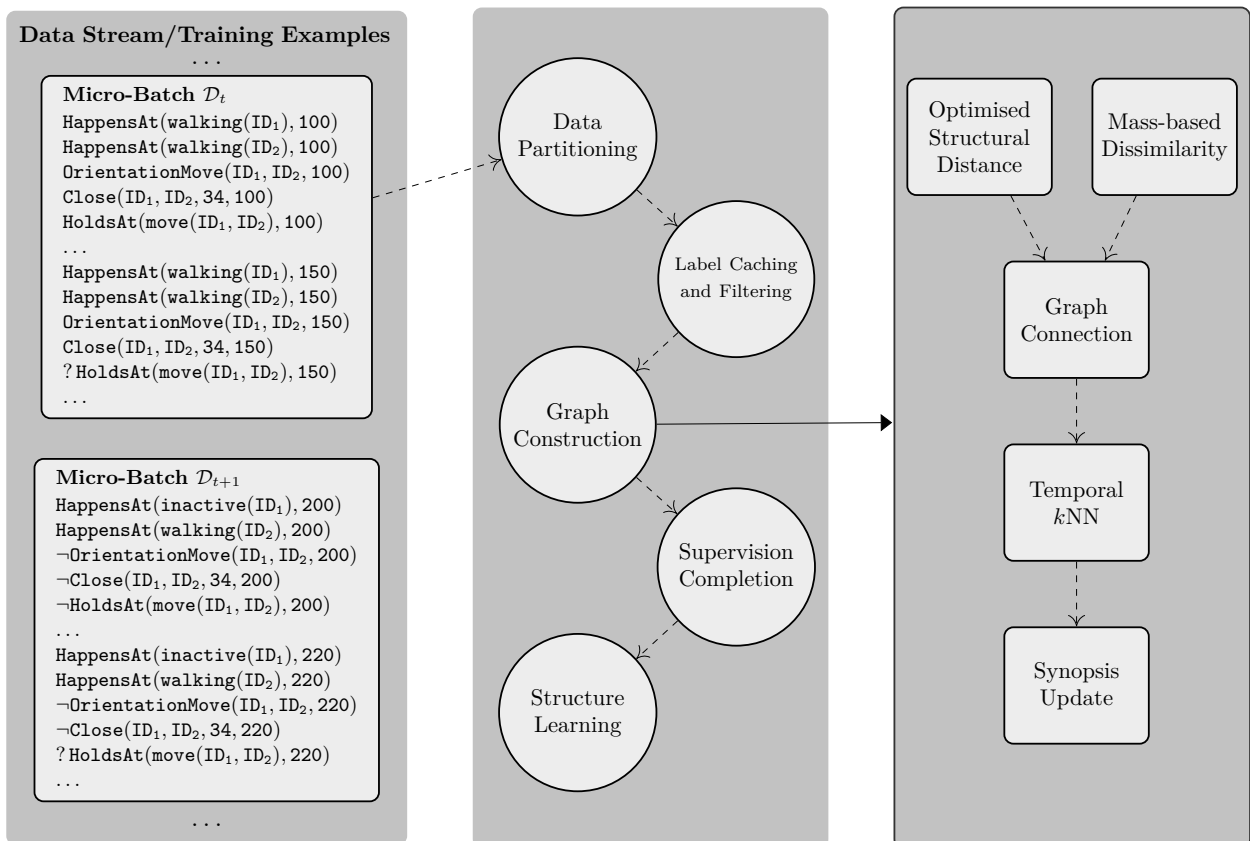 Data Stream/Training Examples
. . .
Micro-Batch 𝒟ₜ
HappensAt(walking(ID₁), 100)
HappensAt(walking(ID₂), 100)
OrientationMove(ID₁, ID₂, 100)
Close(ID₁, ID₂, 34, 100)
HoldsAt(move(ID₁, ID₂), 100)
. . .
HappensAt(walking(ID₁), 150)
HappensAt(walking(ID₂), 150)
OrientationMove(ID₁, ID₂, 150)
Close(ID₁, ID₂, 34, 150)
? HoldsAt(move(ID₁, ID₂), 150)
. . .
Micro-Batch 𝒟ₜ₊₁
HappensAt(inactive(ID₁), 200)
HappensAt(walking(ID₂), 200)
¬OrientationMove(ID₁, ID₂, 200)
¬Close(ID₁, ID₂, 34, 200)
¬HoldsAt(move(ID₁, ID₂), 200)
. . .
HappensAt(inactive(ID₁), 220)
HappensAt(walking(ID₂), 220)
¬OrientationMove(ID₁, ID₂, 220)
¬Close(ID₁, ID₂, 34, 220)
? HoldsAt(move(ID₁, ID₂), 220)
. . .
. . .
Data
Partitioning
Label Caching
and Filtering
Graph
Construction
Supervision
Completion
Structure
Learning
Optimised
Structural
Distance
Mass-based
Dissimilarity
Graph
Connection
Temporal
kNN
Synopsis
Update